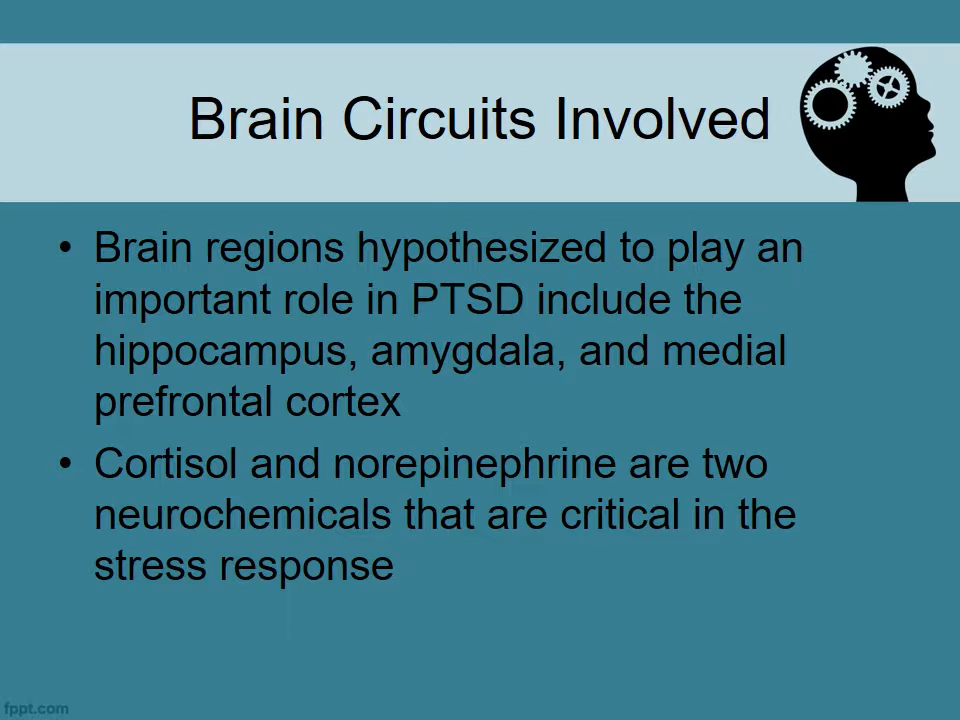 Brain Circuits Involved
• Brain regions hypothesized to play an
important role in PTSD include the
hippocampus, amygdala, and medial
prefrontal cortex
• Cortisol and norepinephrine are two
neurochemicals that are critical in the
stress response
fppt.com